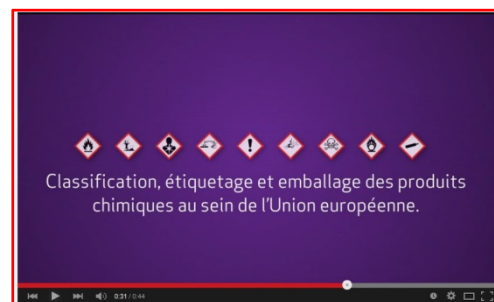 Classification, étiquetage et emballage des produits
chimiques au sein de l'Union européenne.
0:31 / 0:44